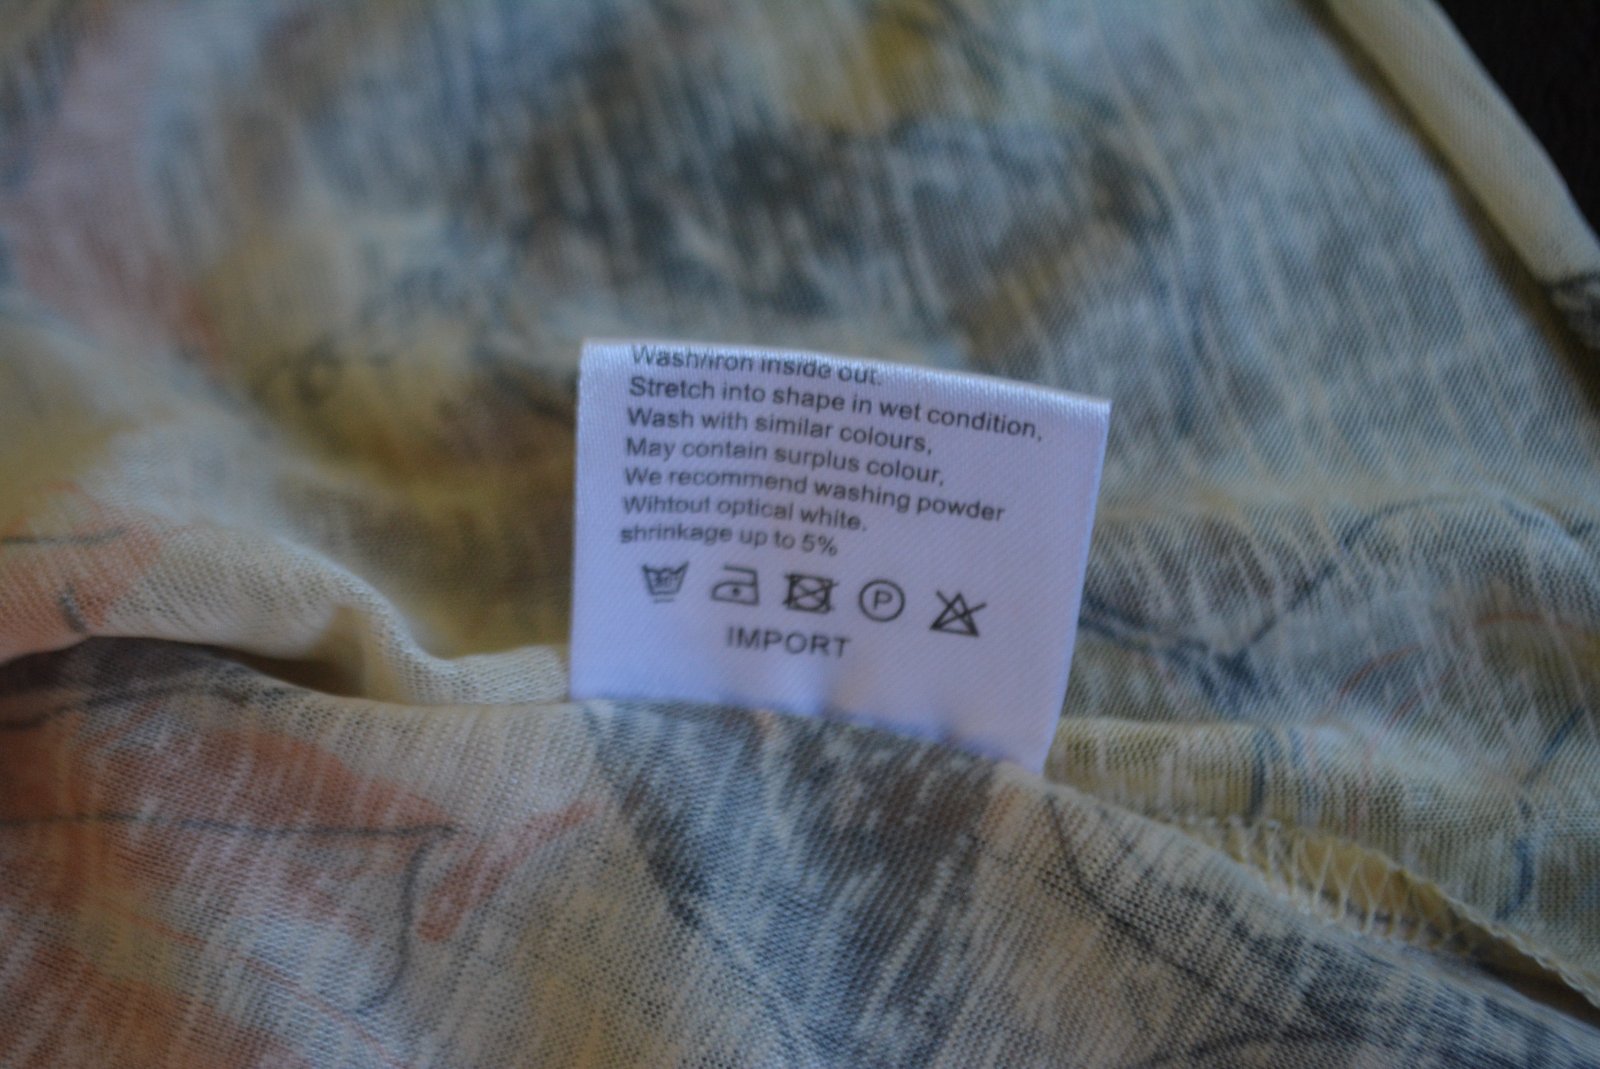 Wash/iron inside out.
Stretch into shape in wet condition,
Wash with similar colours,
May contain surplus colour,
We recommend washing powder
Wihtout optical white.
shrinkage up to 5%
30 P
IMPORT